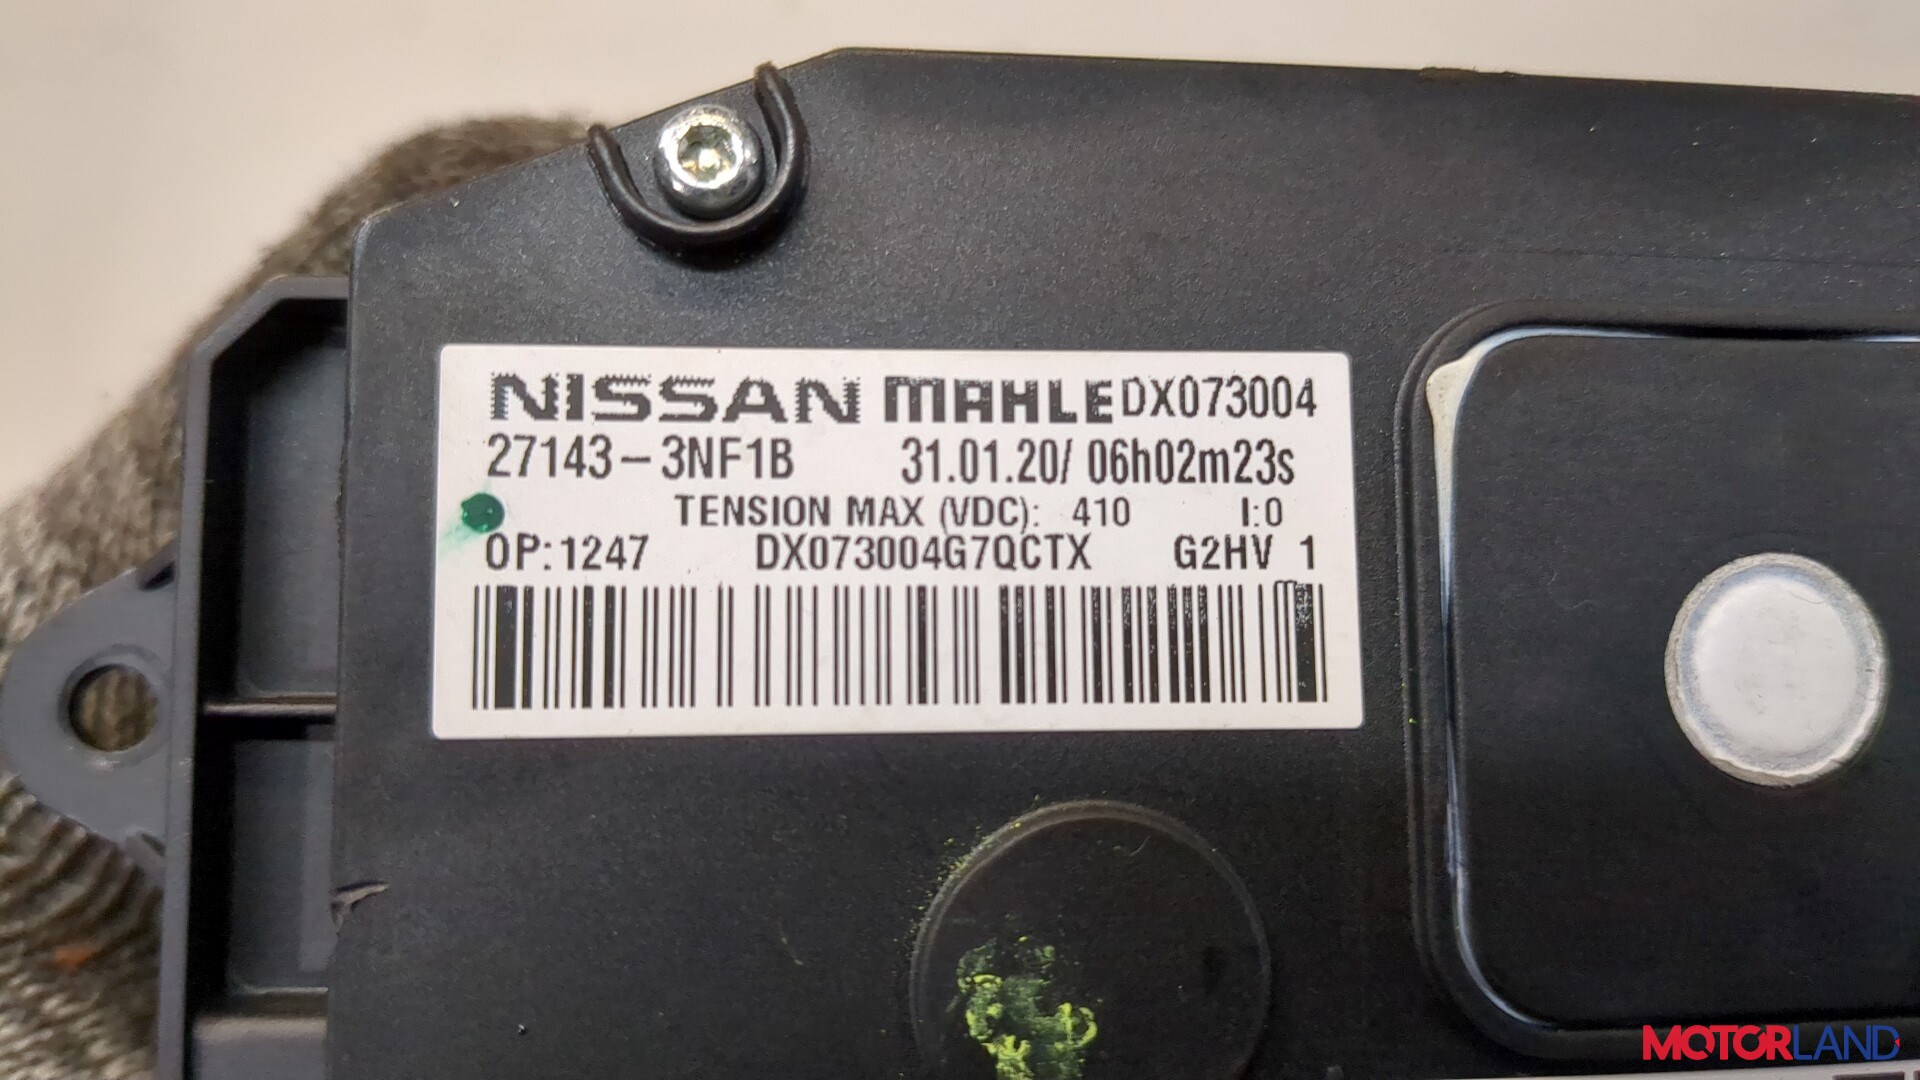 NISSAN MAHLE DX073004
27143-3NF1B 31.01.20/ 06h02m23s
TENSION MAX (VDC): 410 I:0
OP:1247 DX073004G7QCTX G2HV 1
MOTORLAND